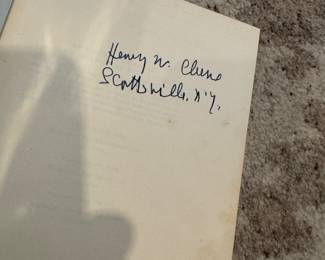 Henry W. Clune
Scottsville, N.Y.